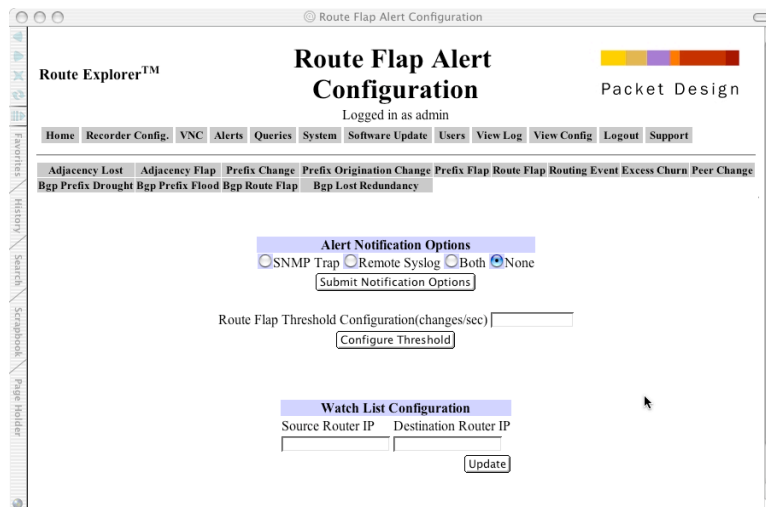 Route Flap Alert Configuration
Route Explorer™
Route Flap Alert
Configuration
Logged in as admin
Packet Design
Home Recorder Config. VNC Alerts Queries System Software Update Users View Log View Config Logout Support
Adjacency Lost Adjacency Flap Prefix Change Prefix Origination Change Prefix Flap Route Flap Routing Event Excess Churn Peer Change
Bgp Prefix Drought Bgp Prefix Flood Bgp Route Flap Bgp Lost Redundancy
Alert Notification Options
SNMP Trap Remote Syslog Both None
Submit Notification Options
Route Flap Threshold Configuration(changes/sec)
Configure Threshold
Watch List Configuration
Source Router IP Destination Router IP
Update
Favorites
History
Search
Scrapbook
Page Holder